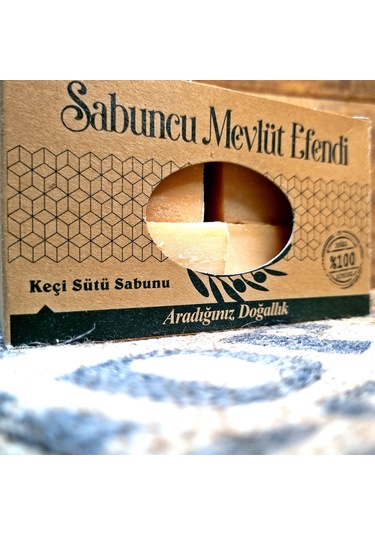 Sabuncu Mevlüt Efendi
%100
Keçi Sütü Sabunu
Aradığınız Doğallık